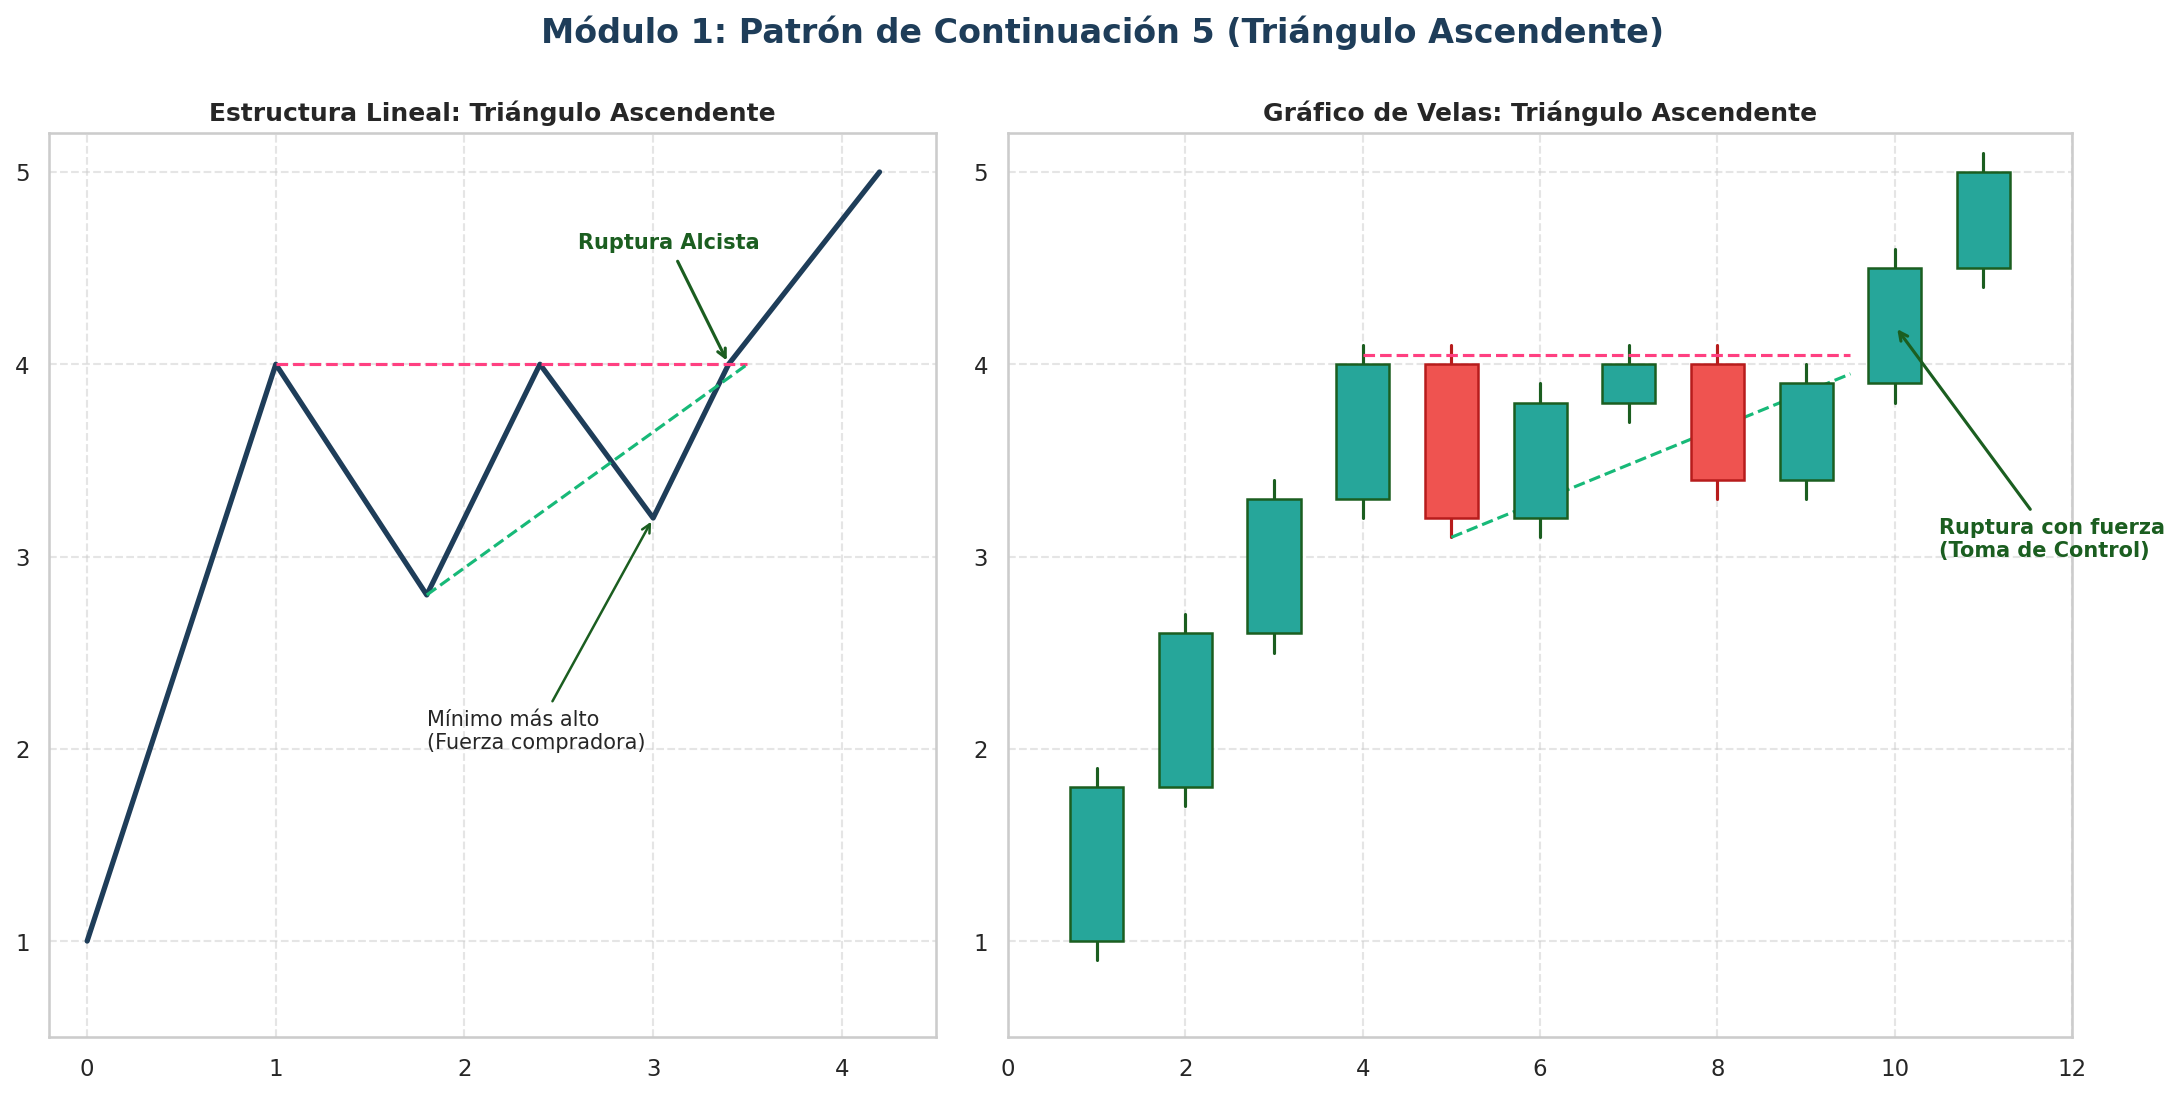 Módulo 1: Patrón de Continuación 5 (Triángulo Ascendente)
Estructura Lineal: Triángulo Ascendente
5
4
3
2
1
0
1
2
3
4
Ruptura Alcista
Mínimo más alto
(Fuerza compradora)
Gráfico de Velas: Triángulo Ascendente
5
4
3
2
1
0
2
4
6
8
10
12
Ruptura con fuerza
(Toma de Control)